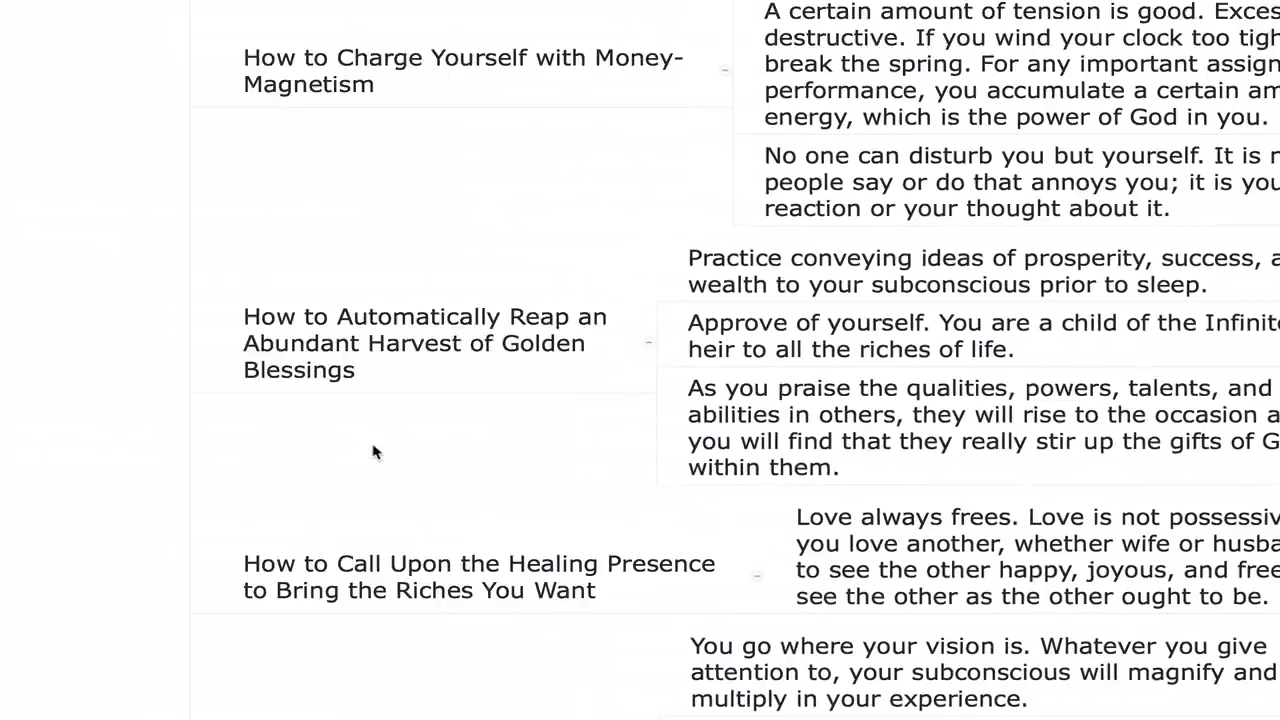 How to Charge Yourself with Money-
Magnetism
A certain amount of tension is good.
destructive. If you wind your clock too
break the spring. For any important
performance, you accumulate a certain
energy, which is the power of God in you.
No one can disturb you but yourself. It is
people say or do that annoys you; it is
reaction or your thought about it.
How to Automatically Reap an
Abundant Harvest of Golden
Blessings
Practice conveying ideas of prosperity, success,
wealth to your subconscious prior to sleep.
Approve of yourself. You are a child of the
heir to all the riches of life.
As you praise the qualities, powers, talents, and
abilities in others, they will rise to the occasion
you will find that they really stir up the gifts of
within them.
How to Call Upon the Healing Presence
to Bring the Riches You Want
Love always frees. Love is not
you love another, whether wife or
to see the other happy, joyous, and
see the other as the other ought to be.
You go where your vision is. Whatever you give
attention to, your subconscious will magnify and
multiply in your experience.